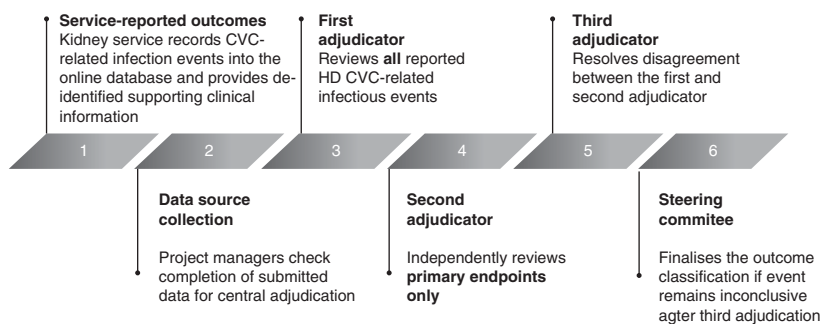 Service-reported outcomes
Kidney service records CVC-
related infection events into the
online database and provides de-
identified supporting clinical
information
First
adjudicator
Reviews all reported
HD CVC-related
infectious events
Third
adjudicator
Resolves disagreement
between the first and
second adjudicator
1
2
3
4
5
6
Data source
collection
Project managers check
completion of submitted
data for central adjudication
Second
adjudicator
Independently reviews
primary endpoints
only
Steering
commitee
Finalises the outcome
classification if event
remains inconclusive
agter third adjudication